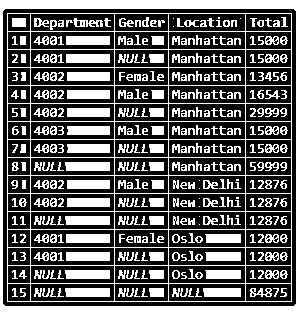 Department Gender Location Total
1 4001 Male Manhattan 15000
2 4001 NULL Manhattan 15000
3 4002 Female Manhattan 13456
4 4002 Male Manhattan 16543
5 4002 NULL Manhattan 29999
6 4003 Male Manhattan 15000
7 4003 NULL Manhattan 15000
8 NULL NULL Manhattan 59999
9 4002 Male New Delhi 12876
10 4002 NULL New Delhi 12876
11 NULL NULL New Delhi 12876
12 4001 Female Oslo 12000
13 4001 NULL Oslo 12000
14 NULL NULL Oslo 12000
15 NULL NULL NULL 84875